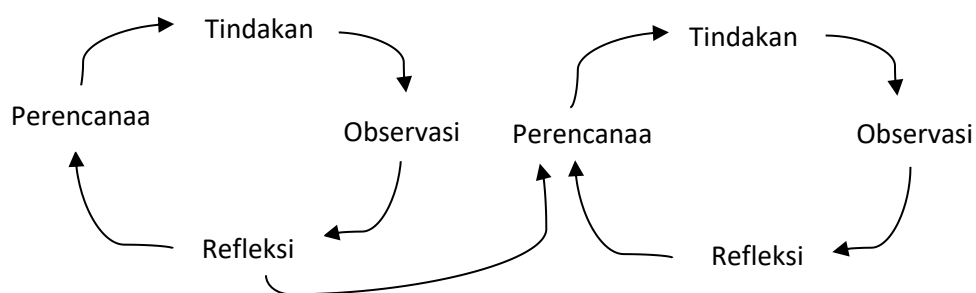 Tindakan
Perencanaa
Observasi
Refleksi
Tindakan
Perencanaa
Observasi
Refleksi